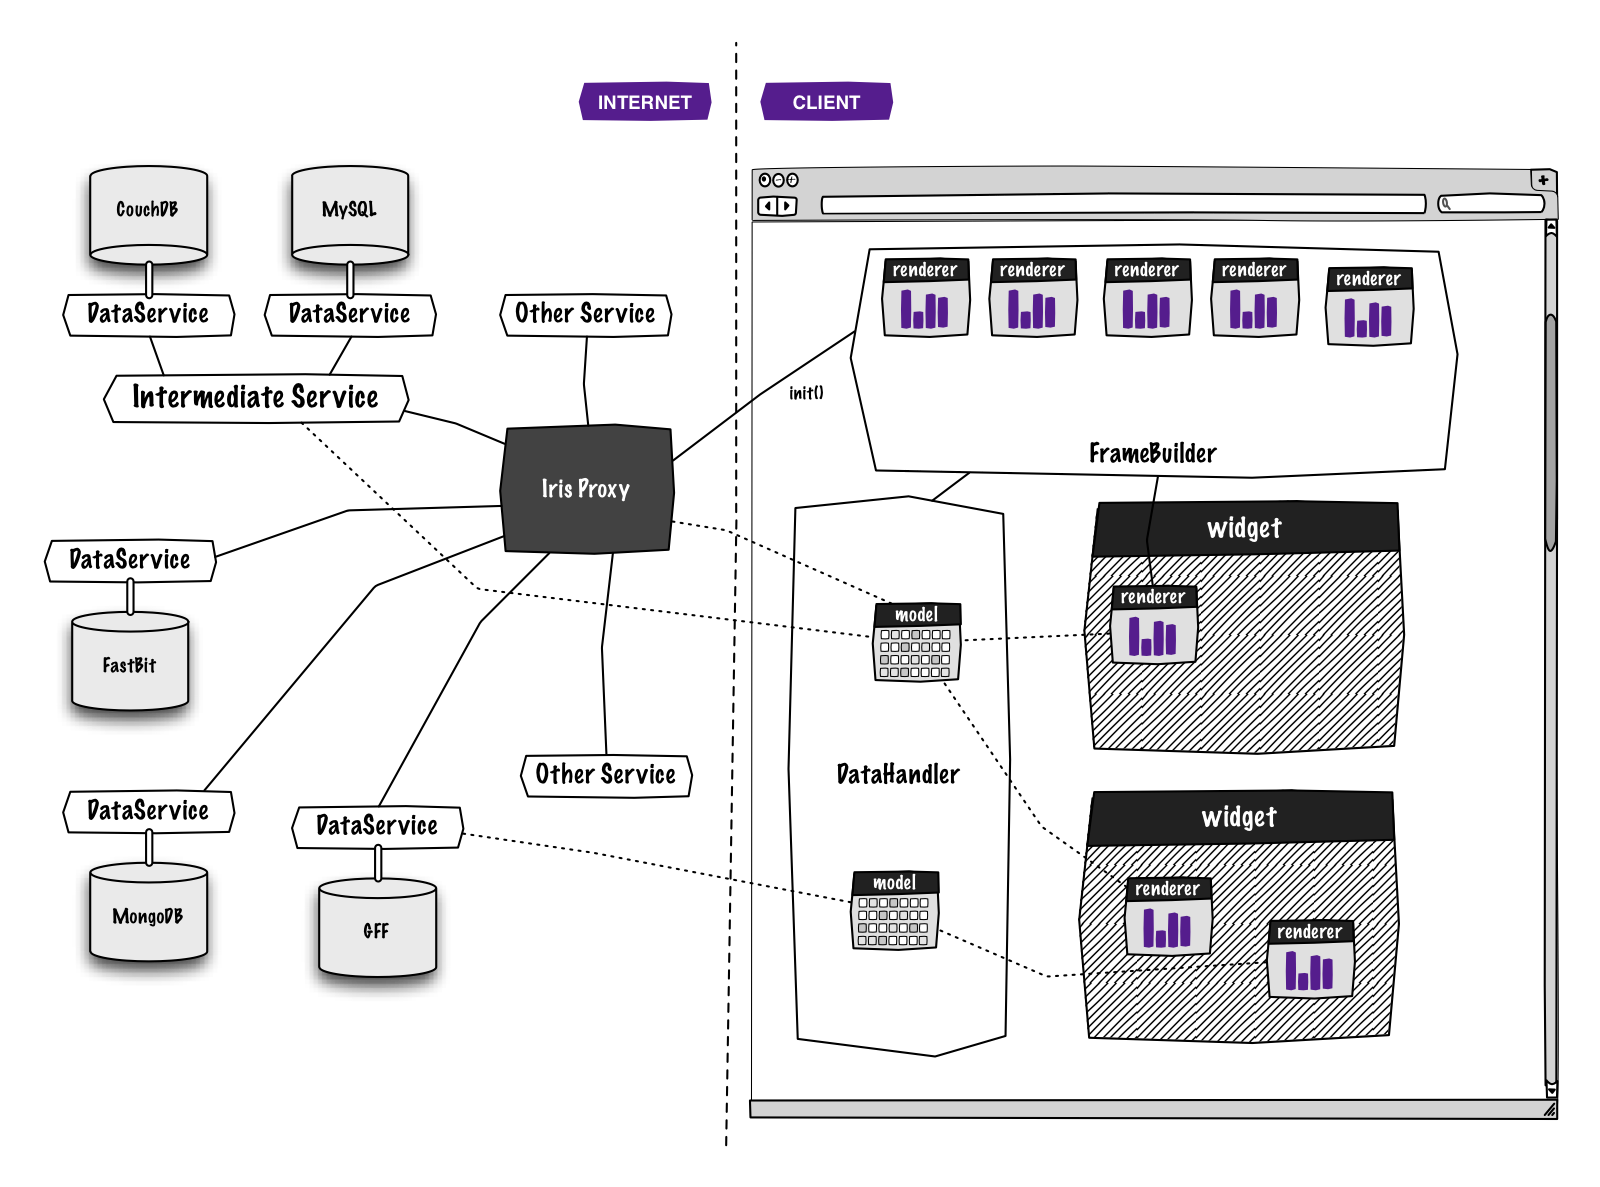 INTERNET
CLIENT
CouchDB
MySQL
DataService
DataService
Other Service
Intermediate Service
Iris Proxy
DataService
FastBit
DataService
MongoDB
DataService
GFF
Other Service
init()
renderer
renderer
renderer
renderer
renderer
FrameBuilder
model
DataHandler
model
widget
renderer
widget
renderer
renderer